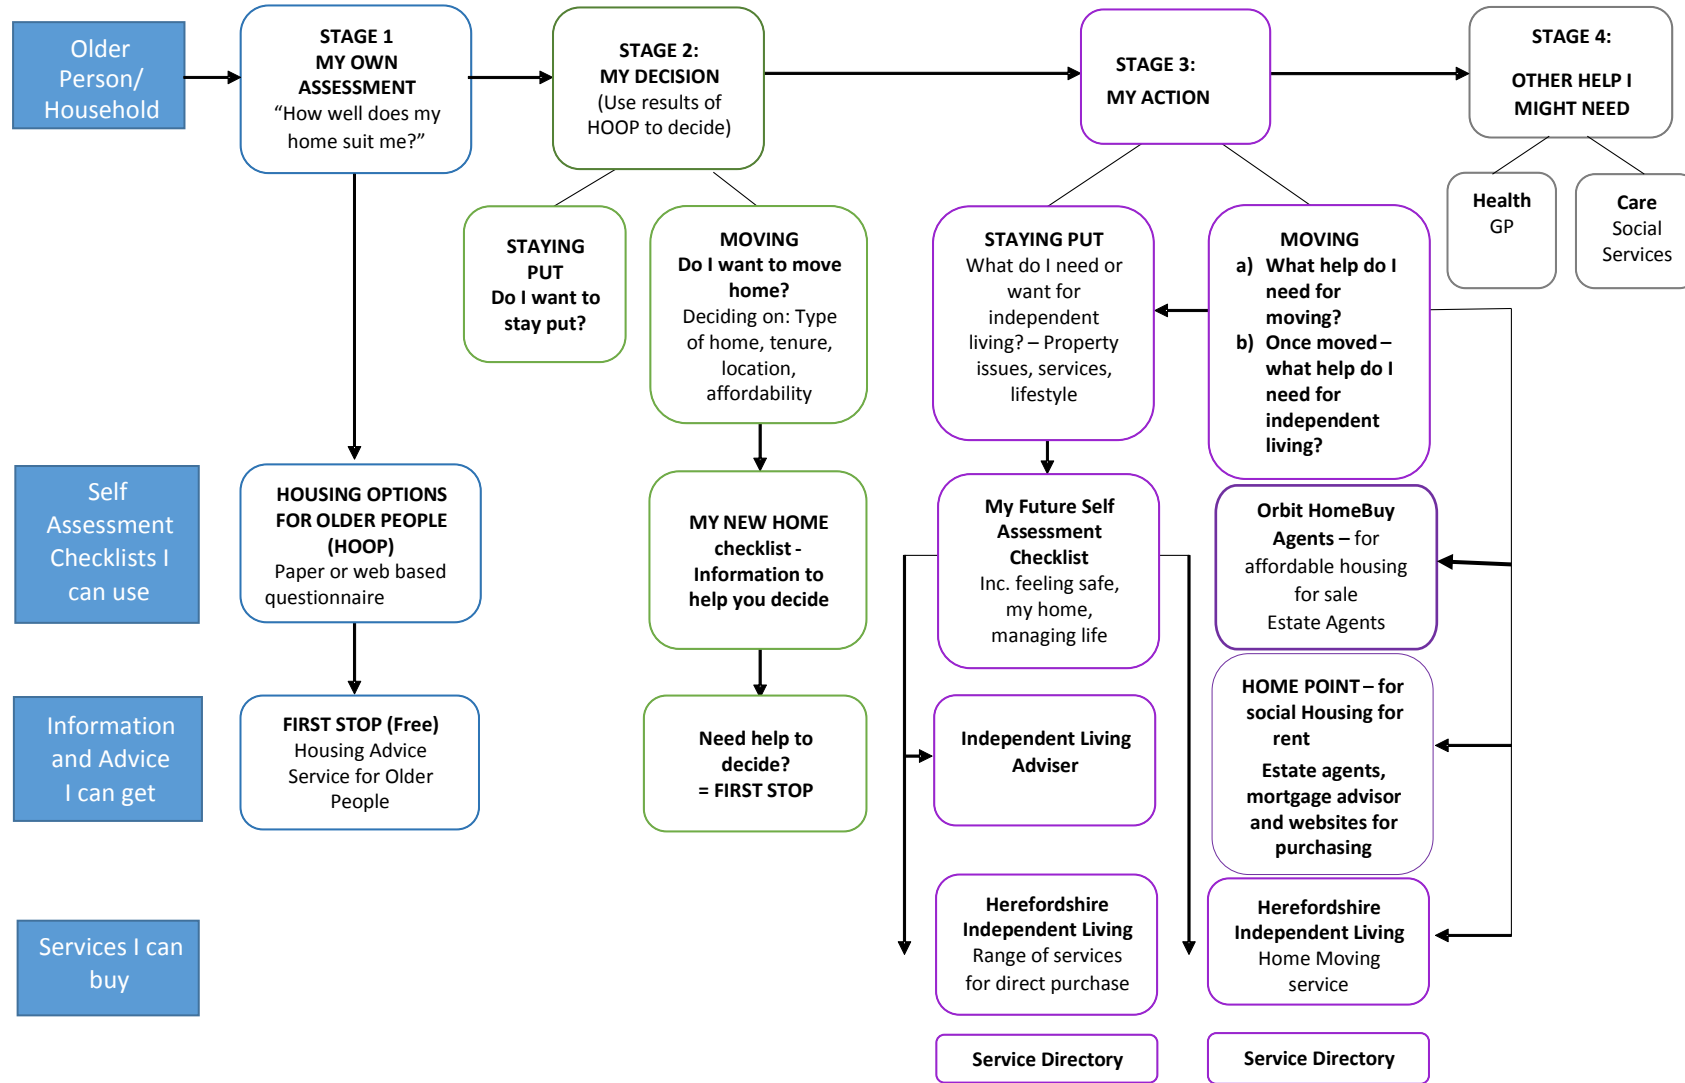 Older
Person/
Household
STAGE 1
MY OWN
ASSESSMENT
“How well does my
home suit me?”
STAGE 2:
MY DECISION
(Use results of
HOOP to decide)
STAGE 3:
MY ACTION
STAGE 4:
OTHER HELP I
MIGHT NEED
STAGING PUT
Do I want to
stay put?
MOVING
Do I want to move
home?
Deciding on: Type
of home, tenure,
location,
affordability
STAYING PUT
What do I need or
want for
independent
living? – Property
issues, services,
lifestyle
MOVING
a) What help do I
need for
moving?
b) Once moved –
what help do I
need for
independent
living?
Health
GP
Care
Social
Services
Self
Assessment
Checklists I
can use
HOUSING OPTIONS
FOR OLDER PEOPLE
(HOOP)
Paper or web based
questionnaire
MY NEW HOME
checklist -
Information to
help you decide
My Future Self
Assessment
Checklist
Inc. feeling safe,
my home,
managing life
Orbit HomeBuy
Agents – for
affordable housing
for sale
Estate Agents
Information
and Advice
I can get
FIRST STOP (Free)
Housing Advice
Service for Older
People
Need help to
decide?
= FIRST STOP
Independent Living
Adviser
HOME POINT – for
social Housing for
rent
Estate agents,
mortgage advisor
and websites for
purchasing
Services I can
buy
Herefordshire
Independent Living
Range of services
for direct purchase
Herefordshire
Independent Living
Home Moving
service
Service Directory
Service Directory